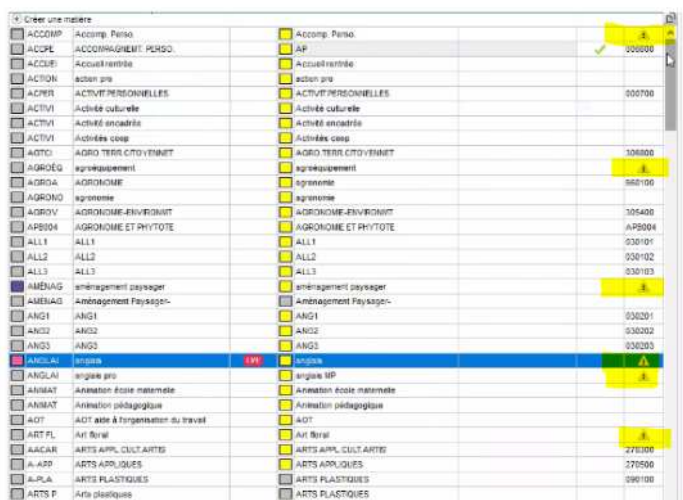 Créer une matière
ACCOMP Accomp. Perso. Accomp. Perso.
ACCPE ACCOMPAGNEMT. PERSO. AP 006600
ACCUEI Accueil rentrée Accueil rentrée
ACTION action pro action pro
ACPER ACTIVIT.PERSONNELLES ACTIVIT.PERSONNELLES 000700
ACTIVI Activité culturelle Activité culturelle
ACTIVI Activité encadrée Activité encadrée
ACTIVI Activités coop Activités coop
AGTCI AGRO.TERR.CITOYENNET AGRO.TERR.CITOYENNET 306800
AGROÉQ agroéquipement agroéquipement
AGROA AGRONOMIE agronomie 560100
AGRONO agronomie agronomie
AGROV AGRONOMIE-ENVIRONMT AGRONOMIE-ENVIRONMT 305400
APB004 AGRONOMIE ET PHYTOTE AGRONOMIE ET PHYTOTE APB004
ALL1 ALL1 ALL1 030101
ALL2 ALL2 ALL2 030102
ALL3 ALL3 ALL3 030103
AMÉNAG aménagement paysager aménagement paysager
AMÉNAG Aménagement Paysager- Aménagement Paysager-
ANG1 ANG1 ANG1 030201
ANG2 ANG2 ANG2 030202
ANG3 ANG3 ANG3 030203
ANGLAI anglais anglais
ANGLAI anglais pro anglais MP
ANIMAT Animation école maternelle Animation école maternelle
ANIMAT Animation pédagogique Animation pédagogique
AOT AOT aide à l'organisation du travail AOT
ART FL Art floral Art floral
AACAR ARTS APPL.CULT.ARTIS ARTS APPL.CULT.ARTIS 270300
A-APP ARTS APPLIQUES ARTS APPLIQUES 270500
A-PLA ARTS PLASTIQUES ARTS PLASTIQUES 090100
ARTS P Arts plastiques ARTS PLASTIQUES